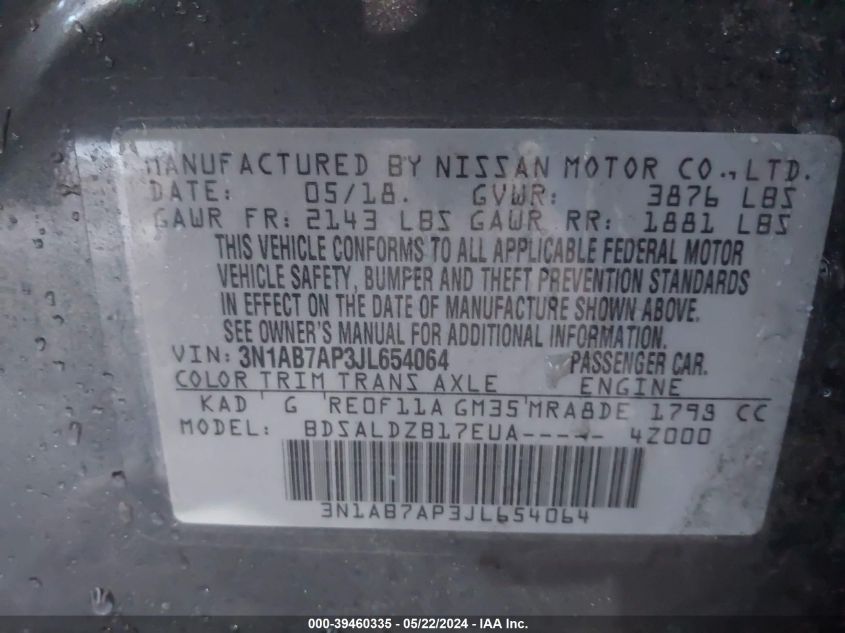 MANUFACTURED BY NISSAN MOTOR CO., LTD.
DATE: 05/18. GVWR: 3876 LBS
GAWR FR: 2143 LBS GAWR RR: 1881 LBS
THIS VEHICLE CONFORMS TO ALL APPLICABLE FEDERAL MOTOR
VEHICLE SAFETY, BUMPER AND THEFT PREVENTION STANDARDS
IN EFFECT ON THE DATE OF MANUFACTURE SHOWN ABOVE.
SEE OWNER'S MANUAL FOR ADDITIONAL INFORMATION.
VIN: 3N1AB7AP3JL654064 PASSENGER CAR.
COLOR TRIM TRANS AXLE ENGINE
KAD G RE0F11A GM35 MRA8DE 1798 CC
MODEL: BDSALDZB17EUA----- 4Z000
3N1AB7AP3JL654064
000-39460335 - 05/22/2024 - IAA Inc.